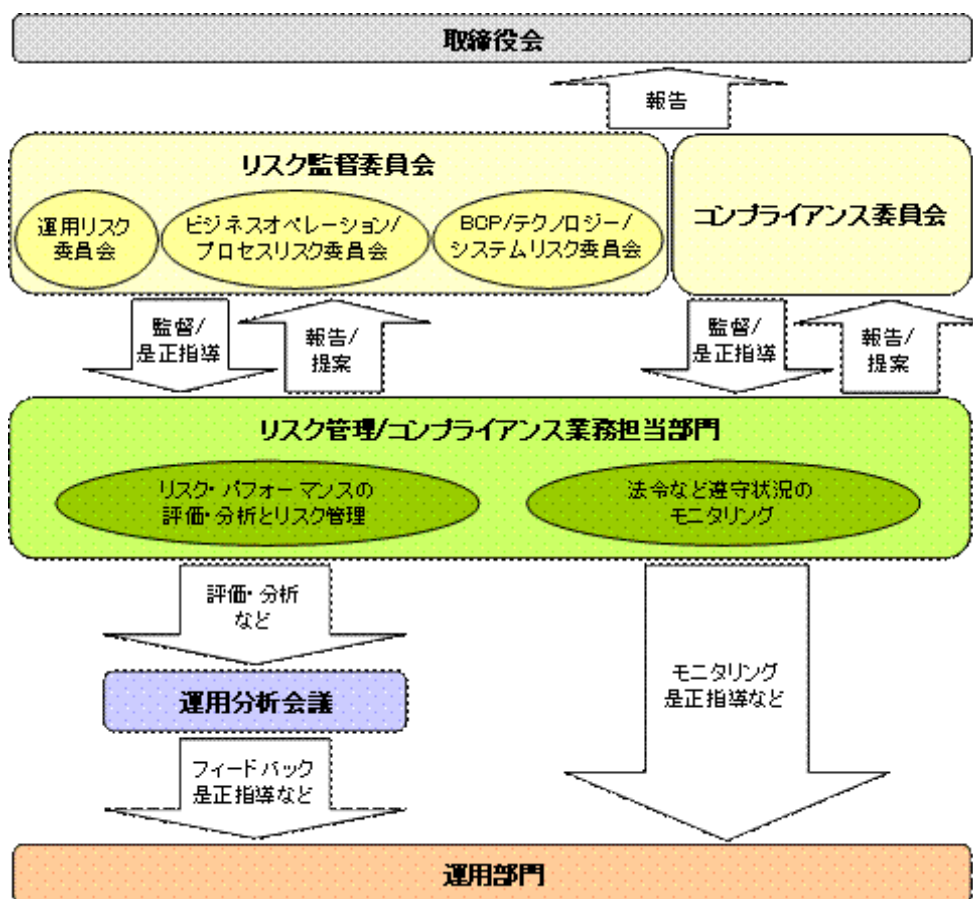 取締役会
報告
リスク監督委員会
運用リスク
委員会
ビジネスオペレーション/
プロセスリスク委員会
BCP/テクノロジー/
システムリスク委員会
コンプライアンス委員会
監督/
是正指導
報告/
提案
監督/
是正指導
報告/
提案
リスク管理/コンプライアンス業務担当部門
リスク・パフォーマンスの
評価・分析とリスク管理
法令など遵守状況の
モニタリング
評価・分析
など
運用分析会議
モニタリング
是正指導など
フィードバック
是正指導など
運用部門